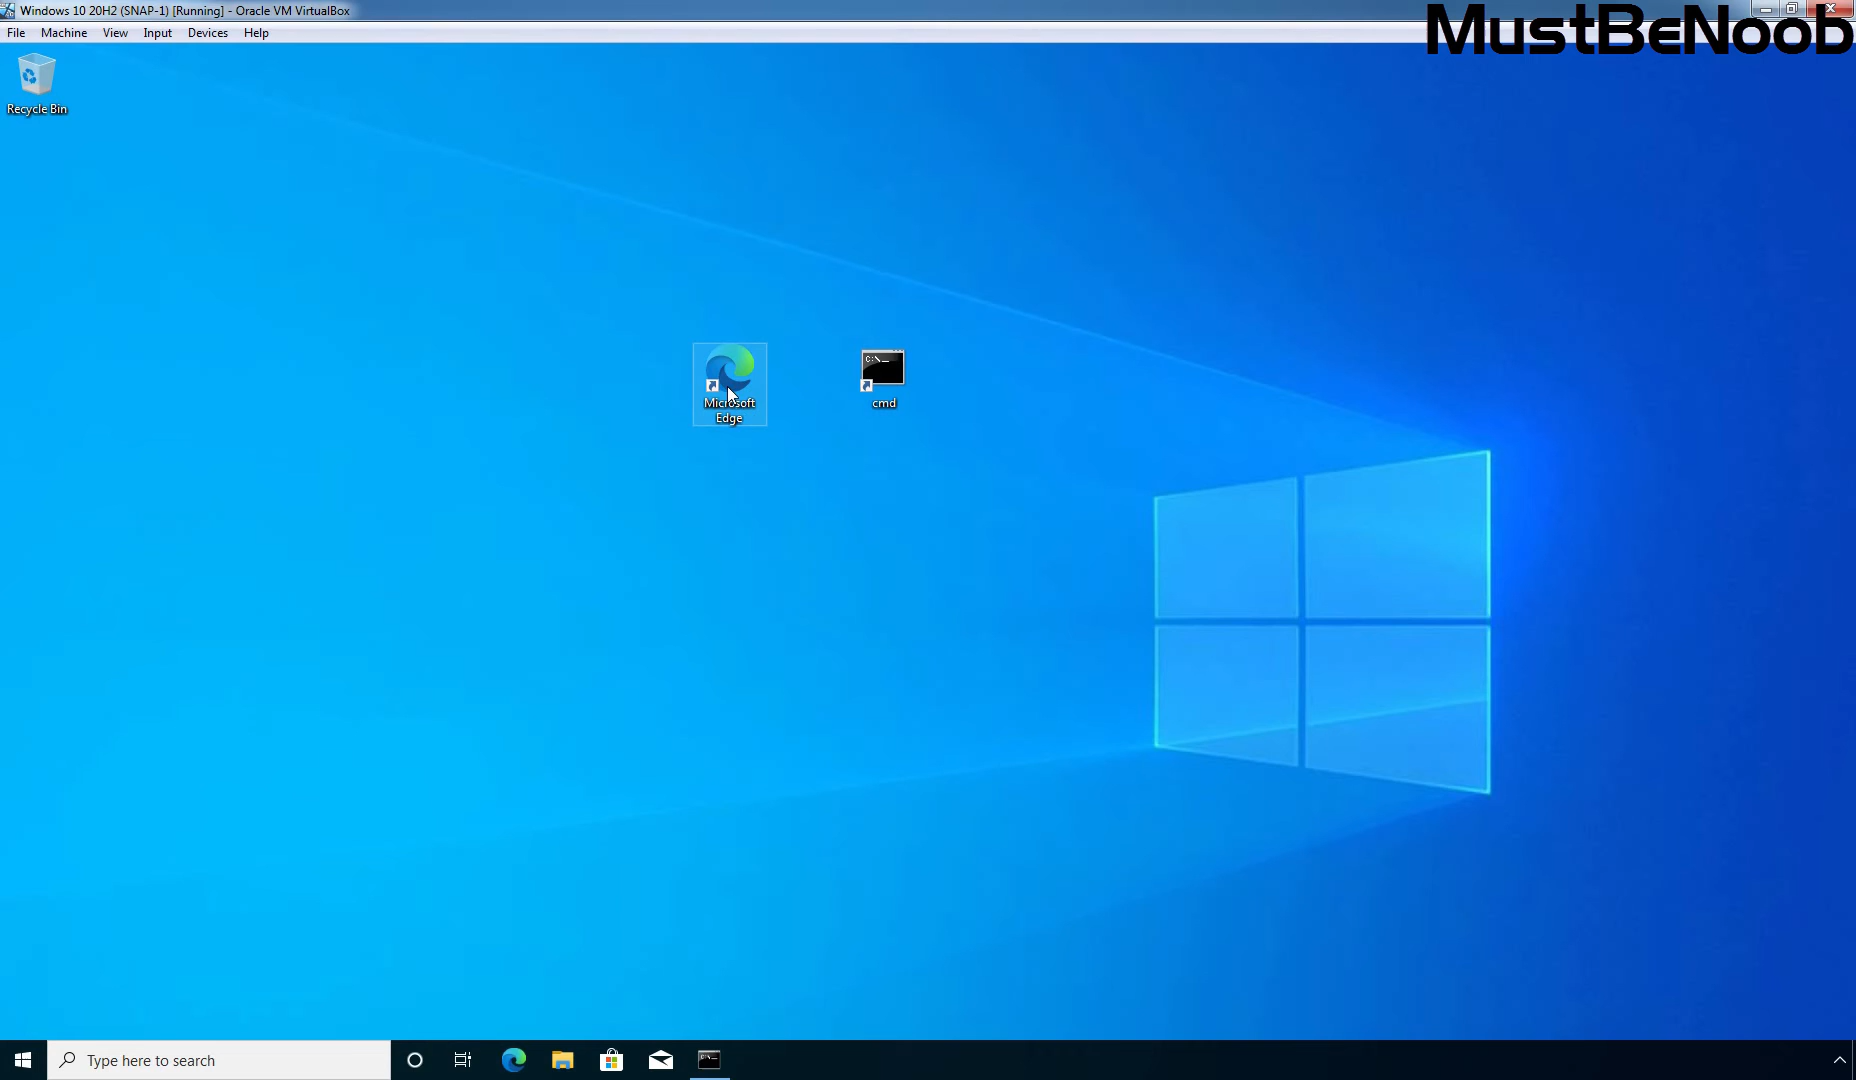 Windows 10 20H2 (SNAP-1) [Running] - Oracle VM VirtualBox
File Machine View Input Devices Help
MustBeNoob
Recycle Bin
C:\._
Microsoft
Edge
cmd
Type here to search